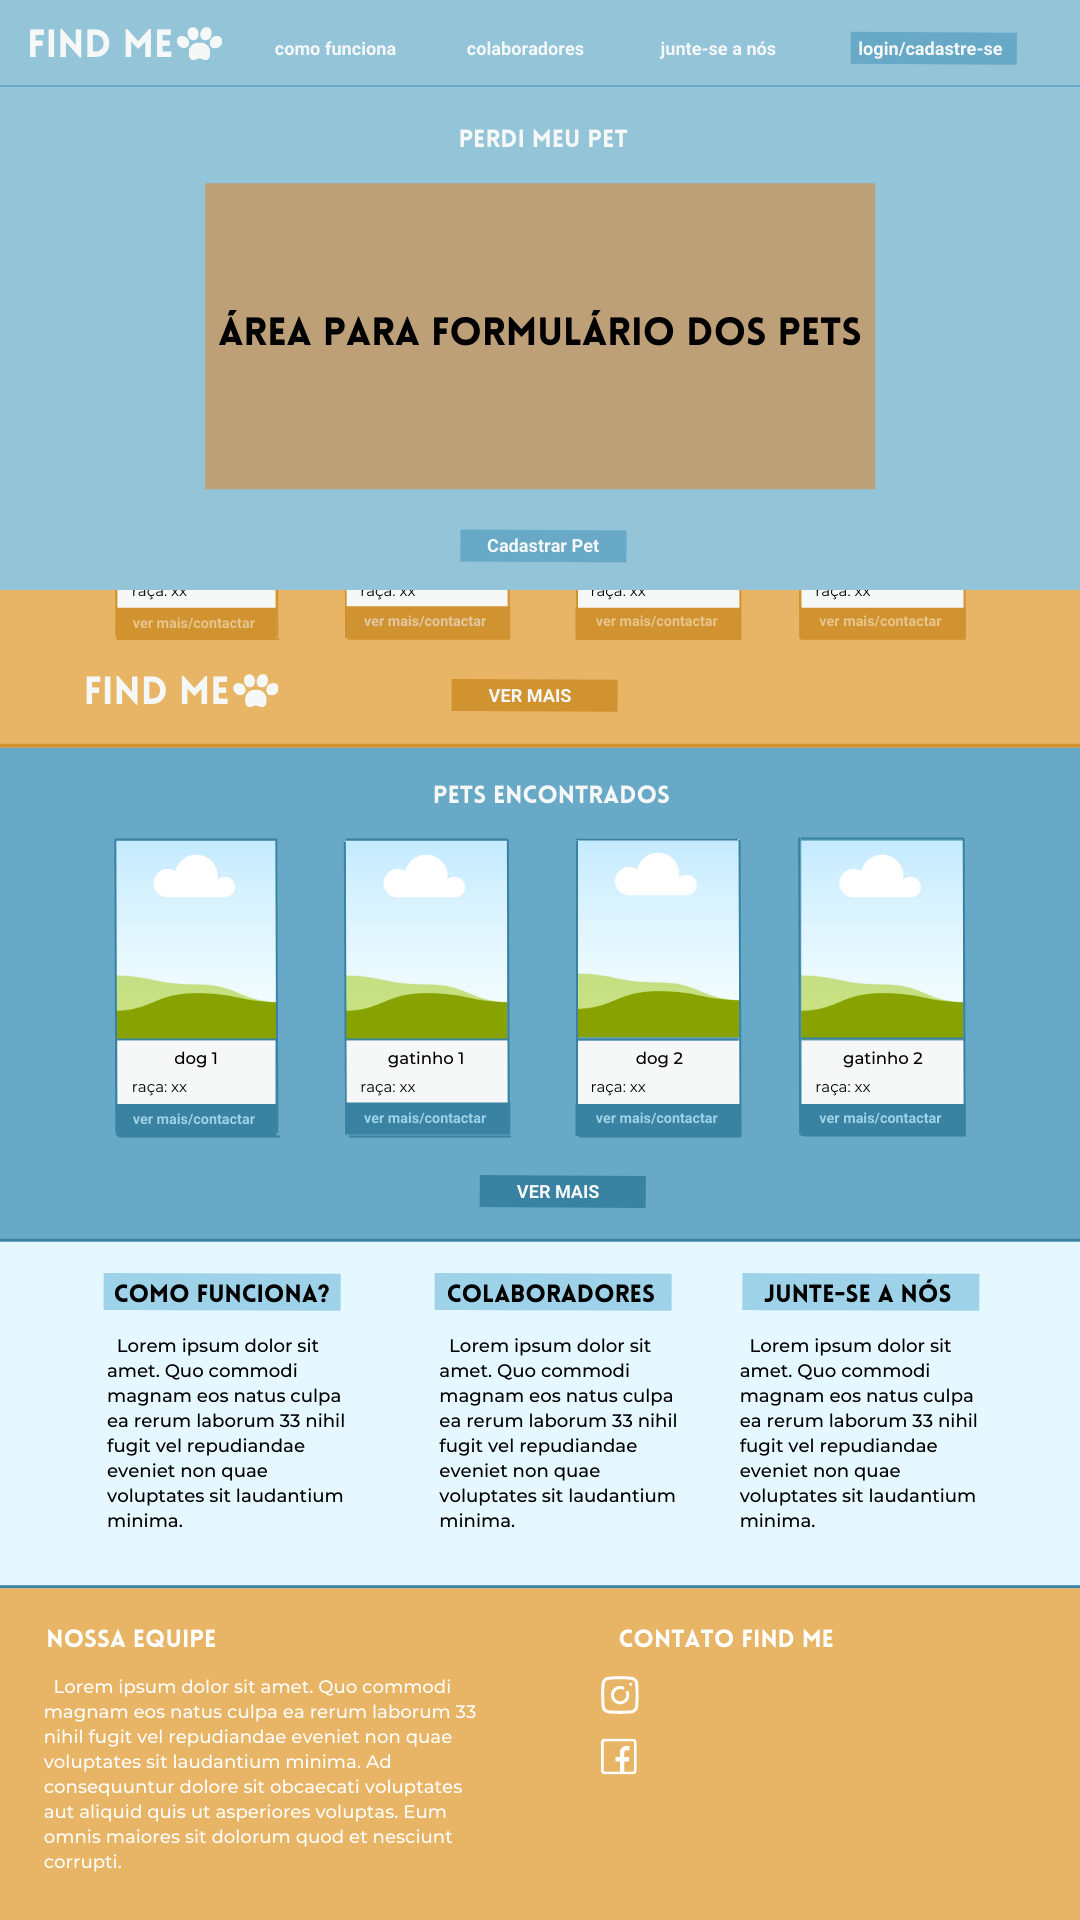 FIND ME
como funciona
colaboradores
junte-se a nós
login/cadastre-se
PERDI MEU PET
ÁREA PARA FORMULÁRIO DOS PETS
Cadastrar Pet
raça: xx
raça: xx
raça: xx
raça: xx
ver mais/contactar
ver mais/contactar
ver mais/contactar
ver mais/contactar
FIND ME
VER MAIS
PETS ENCONTRADOS
dog 1
raça: xx
ver mais/contactar
gatinho 1
raça: xx
ver mais/contactar
dog 2
raça: xx
ver mais/contactar
gatinho 2
raça: xx
ver mais/contactar
VER MAIS
COMO FUNCIONA?
Lorem ipsum dolor sit
amet. Quo commodi
magnam eos natus culpa
ea rerum laborum 33 nihil
fugit vel repudiandae
eveniet non quae
voluptates sit laudantium
minima.
COLABORADORES
Lorem ipsum dolor sit
amet. Quo commodi
magnam eos natus culpa
ea rerum laborum 33 nihil
fugit vel repudiandae
eveniet non quae
voluptates sit laudantium
minima.
JUNTE-SE A NÓS
Lorem ipsum dolor sit
amet. Quo commodi
magnam eos natus culpa
ea rerum laborum 33 nihil
fugit vel repudiandae
eveniet non quae
voluptates sit laudantium
minima.
NOSSA EQUIPE
Lorem ipsum dolor sit amet. Quo commodi
magnam eos natus culpa ea rerum laborum 33
nihil fugit vel repudiandae eveniet non quae
voluptates sit laudantium minima. Ad
consequuntur dolore sit obcaecati voluptates
aut aliquid quis ut asperiores voluptas. Eum
omnis maiores sit dolorum quod et nesciunt
corrupti.
CONTATO FIND ME